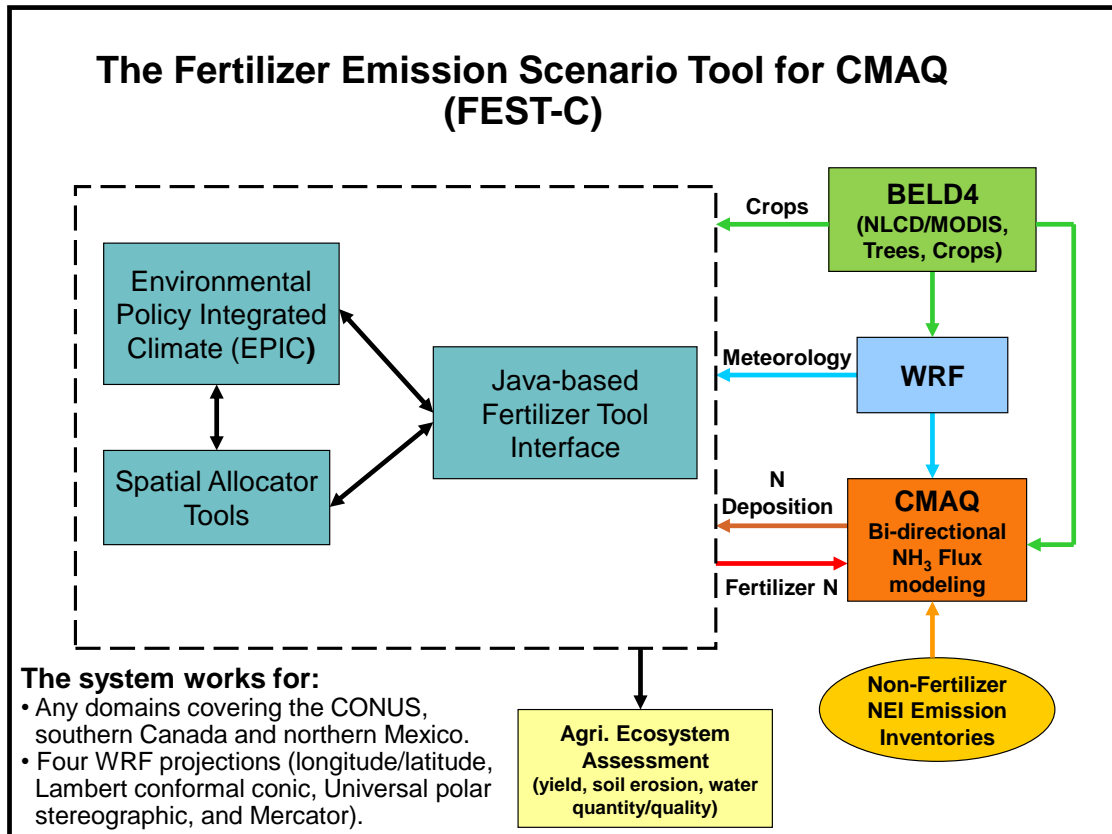 The Fertilizer Emission Scenario Tool for CMAQ
(FEST-C)
Environmental
Policy Integrated
Climate (EPIC)
Spatial Allocator
Tools
Java-based
Fertilizer Tool
Interface
Crops
Meteorology
N
Deposition
Fertilizer N
BELD4
(NLCD/MODIS,
Trees, Crops)
WRF
CMAQ
Bi-directional
NH₃ Flux
modeling
Non-Fertilizer
NEI Emission
Inventories
Agri. Ecosystem
Assessment
(yield, soil erosion, water
quantity/quality)
The system works for:
• Any domains covering the CONUS,
southern Canada and northern Mexico.
• Four WRF projections (longitude/latitude,
Lambert conformal conic, Universal polar
stereographic, and Mercator).